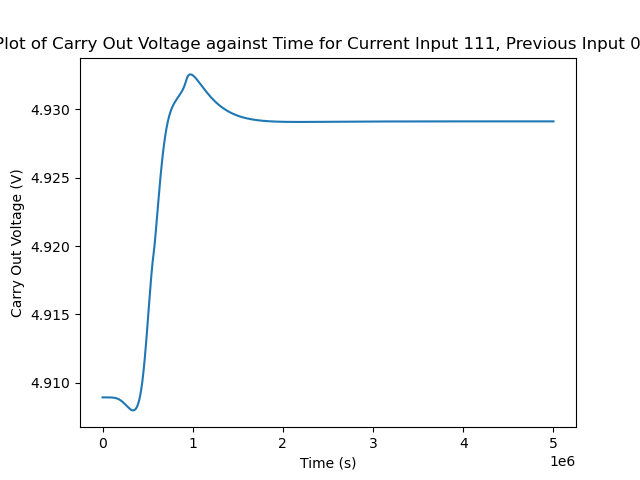 Plot of Carry Out Voltage against Time for Current Input 111, Previous Input 0
4.930
4.925
4.920
4.915
4.910
Carry Out Voltage (V)
0 1 2 3 4 5
1e6
Time (s)